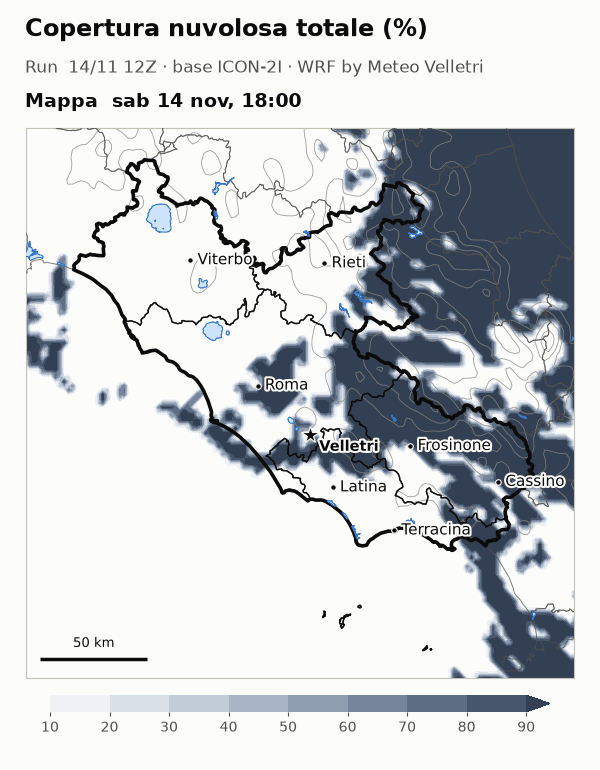 Copertura nuvolosa totale (%)
Run  14/11 12Z · base ICON-2I · WRF by Meteo Velletri
Mappa  sab 14 nov, 18:00
Viterbo
Rieti
Roma
Velletri
Frosinone
Cassino
Latina
Terracina
50 km
10 20 30 40 50 60 70 80 90